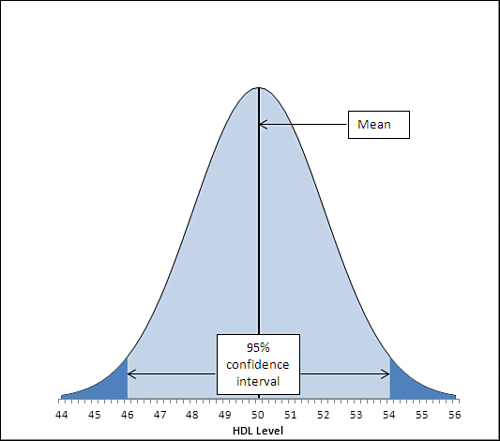 Mean
95%
confidence
interval
44 45 46 47 48 49 50 51 52 53 54 55 56
HDL Level